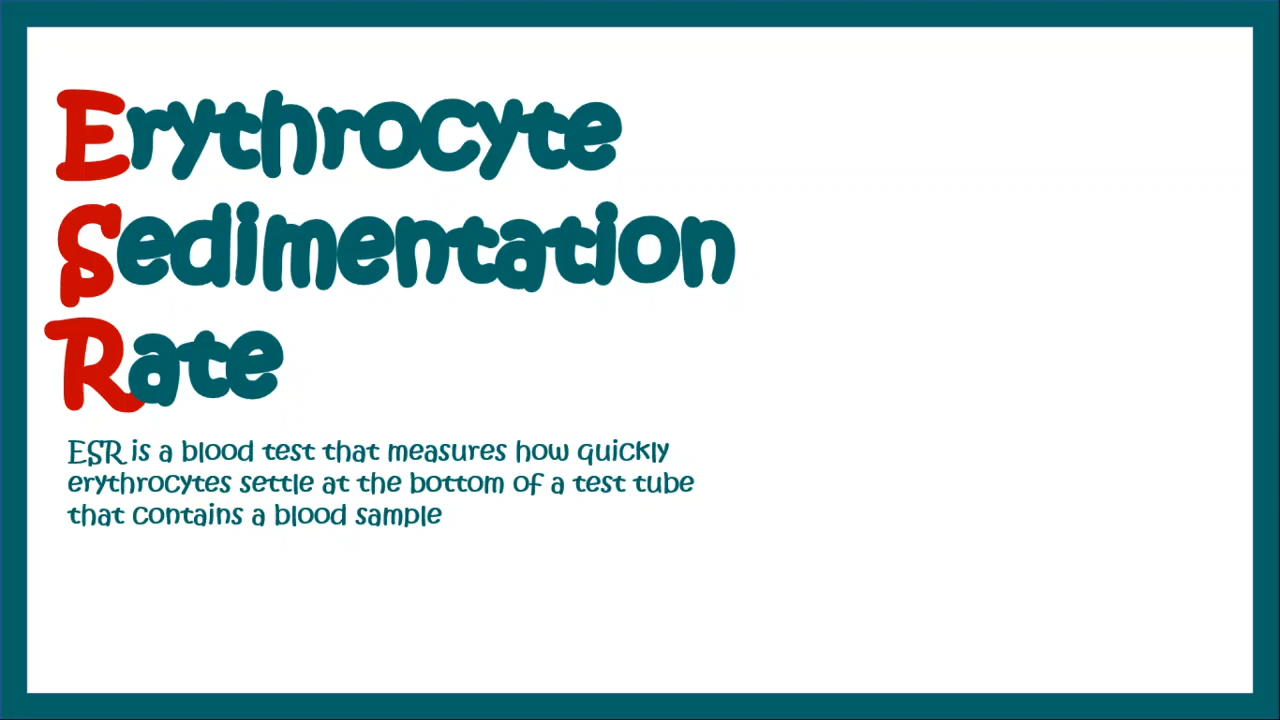 Erythrocyte
Sedimentation
Rate
ESR is a blood test that measures how quickly
erythrocytes settle at the bottom of a test tube
that contains a blood sample